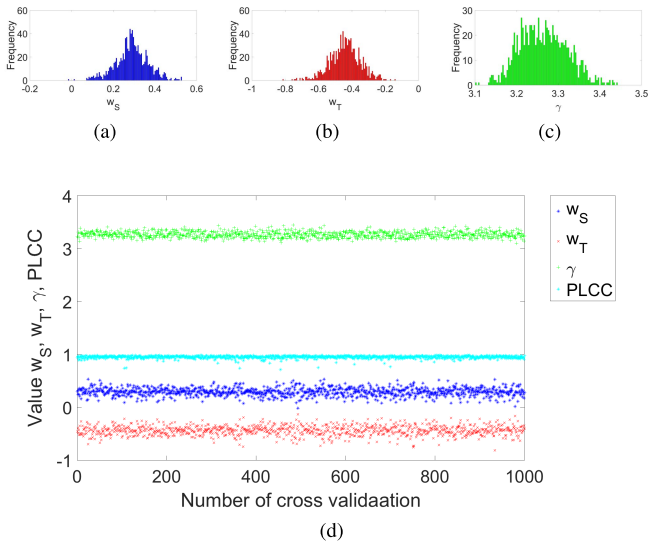 60
40
20
0
Frequency
-0.2 0 0.2 0.4 0.6
w_S
(a)
60
40
20
0
Frequency
-1 -0.8 -0.6 -0.4 -0.2 0
w_T
(b)
30
20
10
0
Frequency
3.1 3.2 3.3 3.4 3.5
γ
(c)
4
3
2
1
0
-1
Value w_S, w_T, γ, PLCC
0 200 400 600 800 1000
Number of cross validaation
w_S
w_T
γ
PLCC
(d)